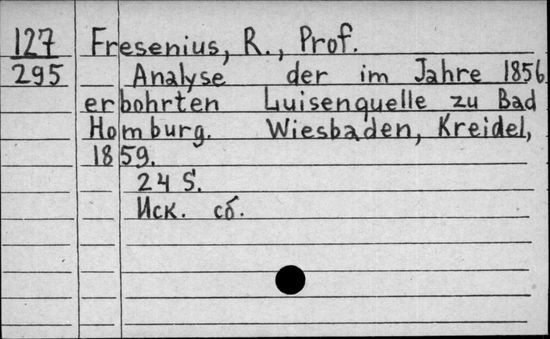 127 Fresenius, R., Prof.
295 Analyse der im Jahre 1856
erbohrten Luisenquelle zu Bad
Homburg. Wiesbaden, Kreidel,
1859.
24 S.
Иск. сб.